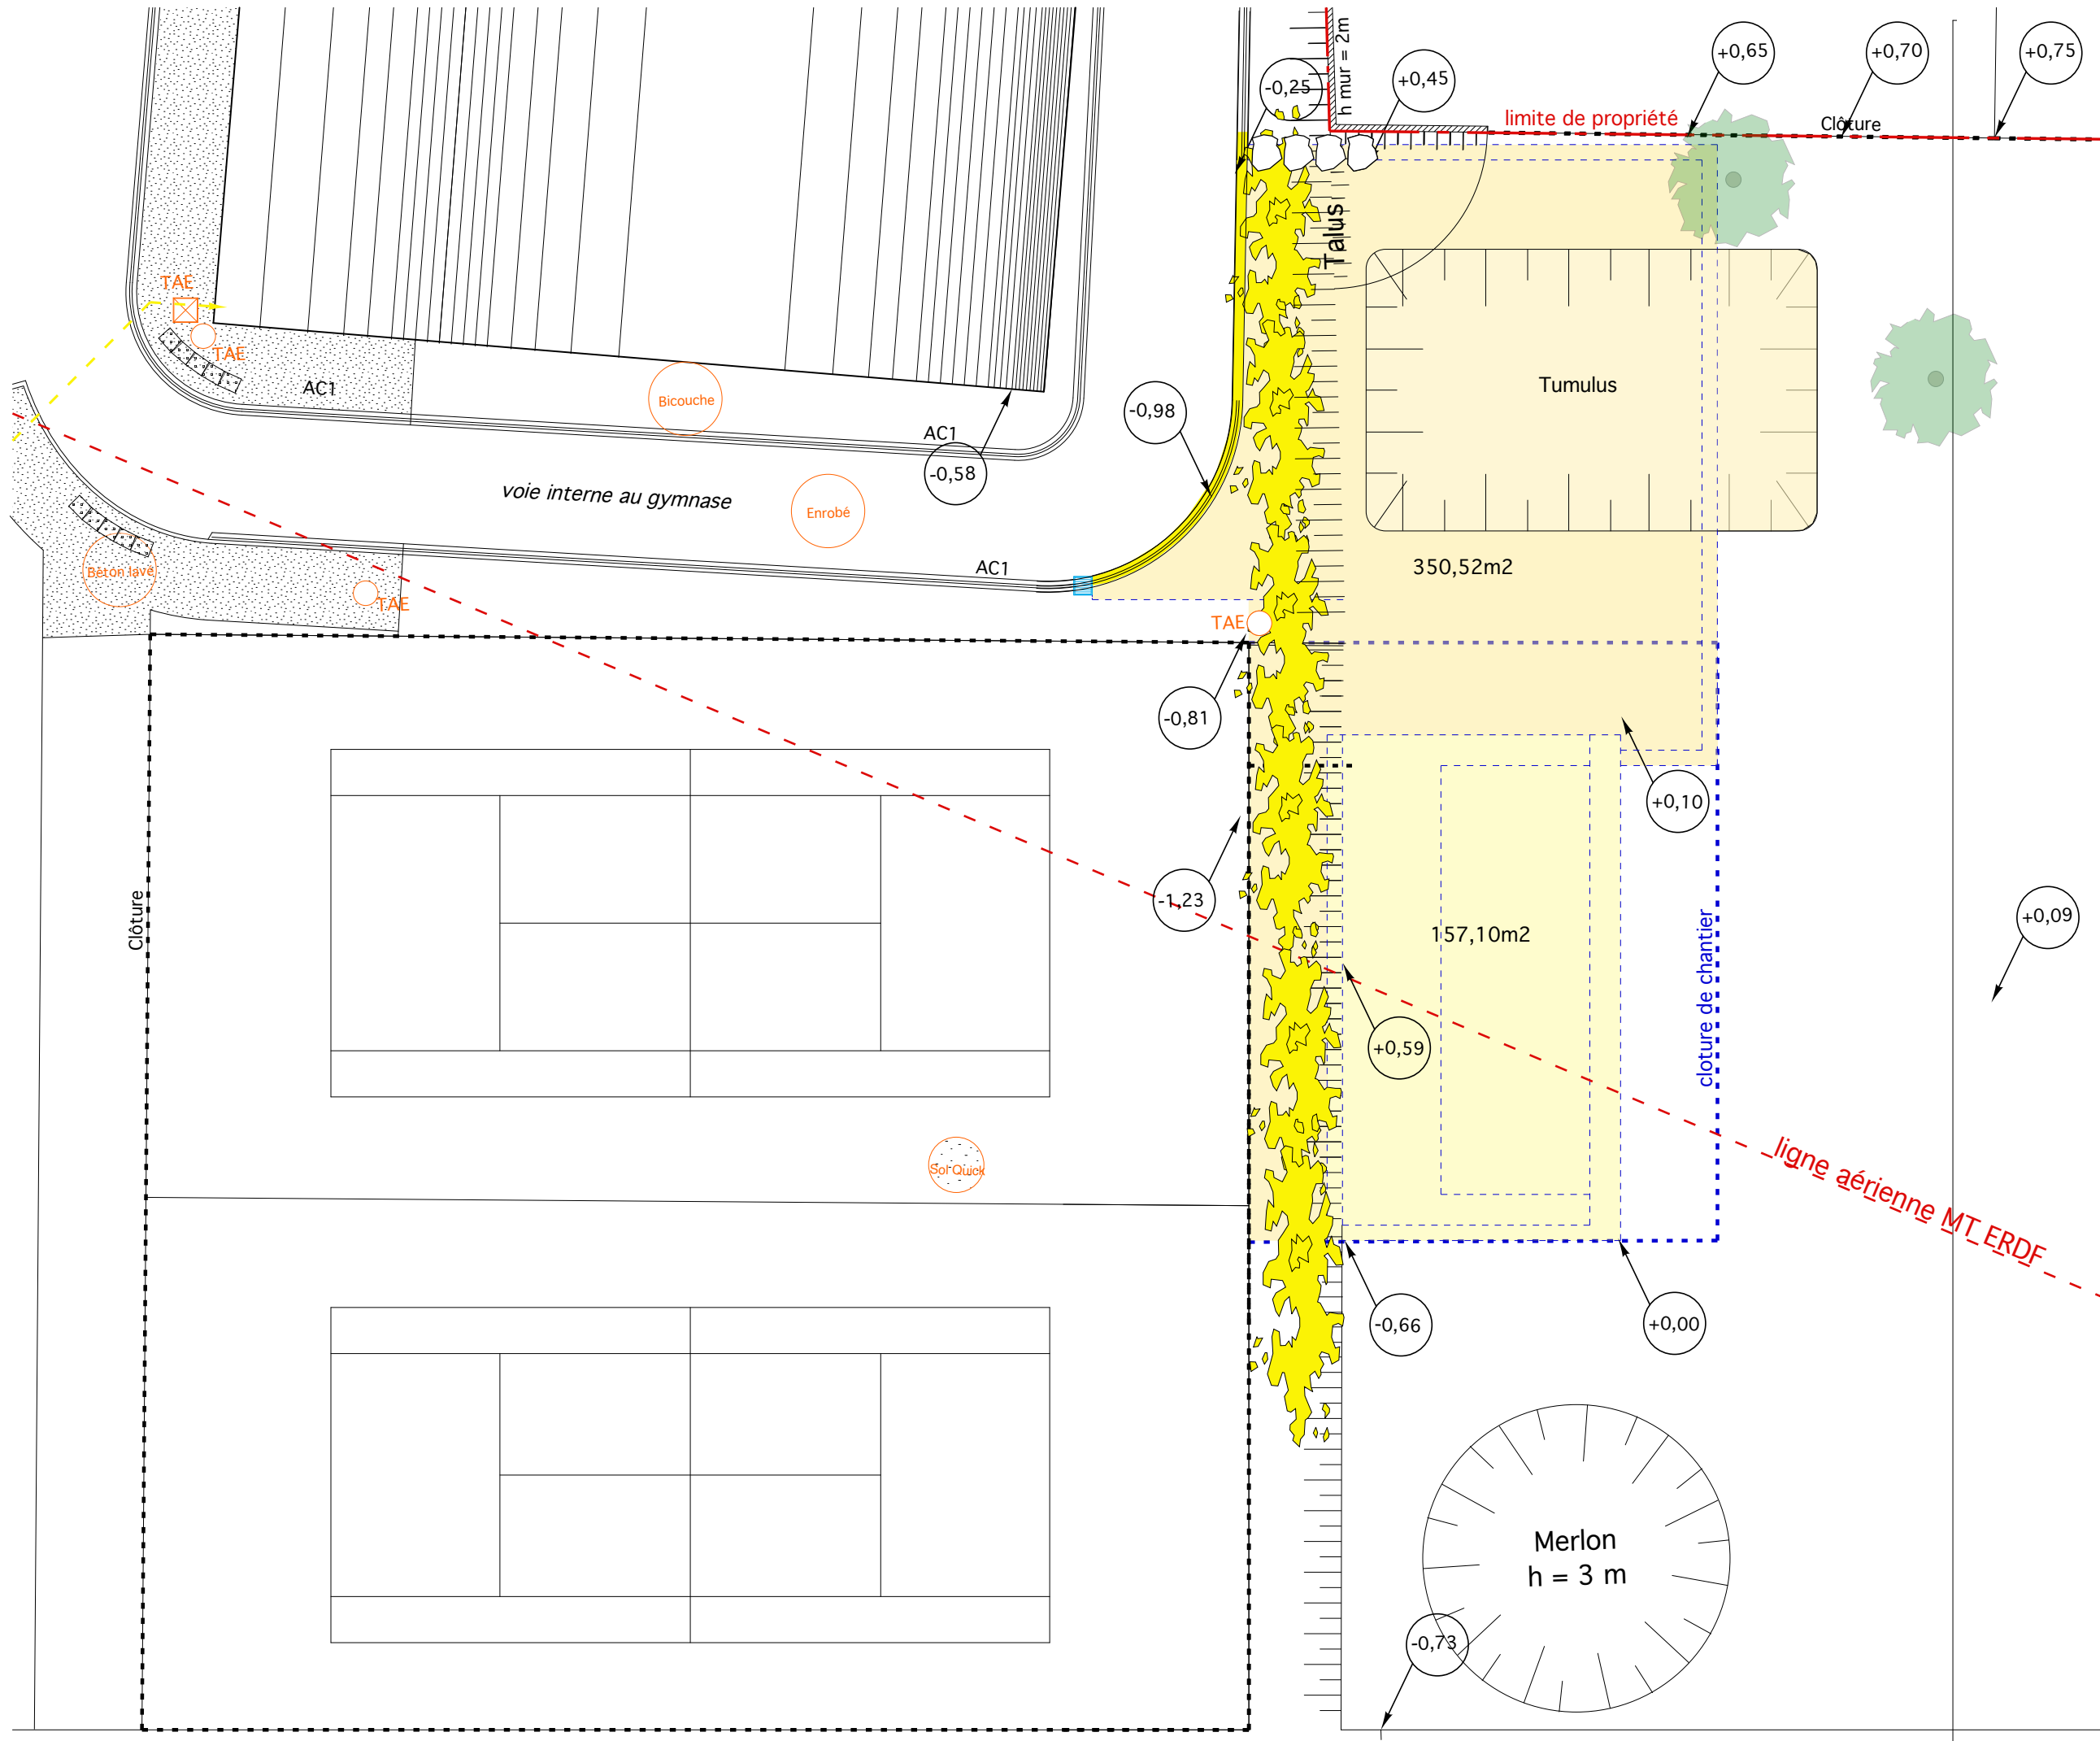 h mur = 2m
-0,25
+0,45
+0,65
+0,70
+0,75
limite de propriété
Clôture
Talus
TAE
TAE
AC1
Bicouche
AC1
-0,58
-0,98
Tumulus
voie interne au gymnase
Enrobé
AC1
350,52m2
Béton lavé
TAE
TAE
-0,81
+0,10
Clôture
-1,23
157,10m2
+0,09
cloture de chantier
+0,59
Sol Quick
ligne aérienne MT ERDF
-0,66
+0,00
Merlon
h = 3 m
-0,73